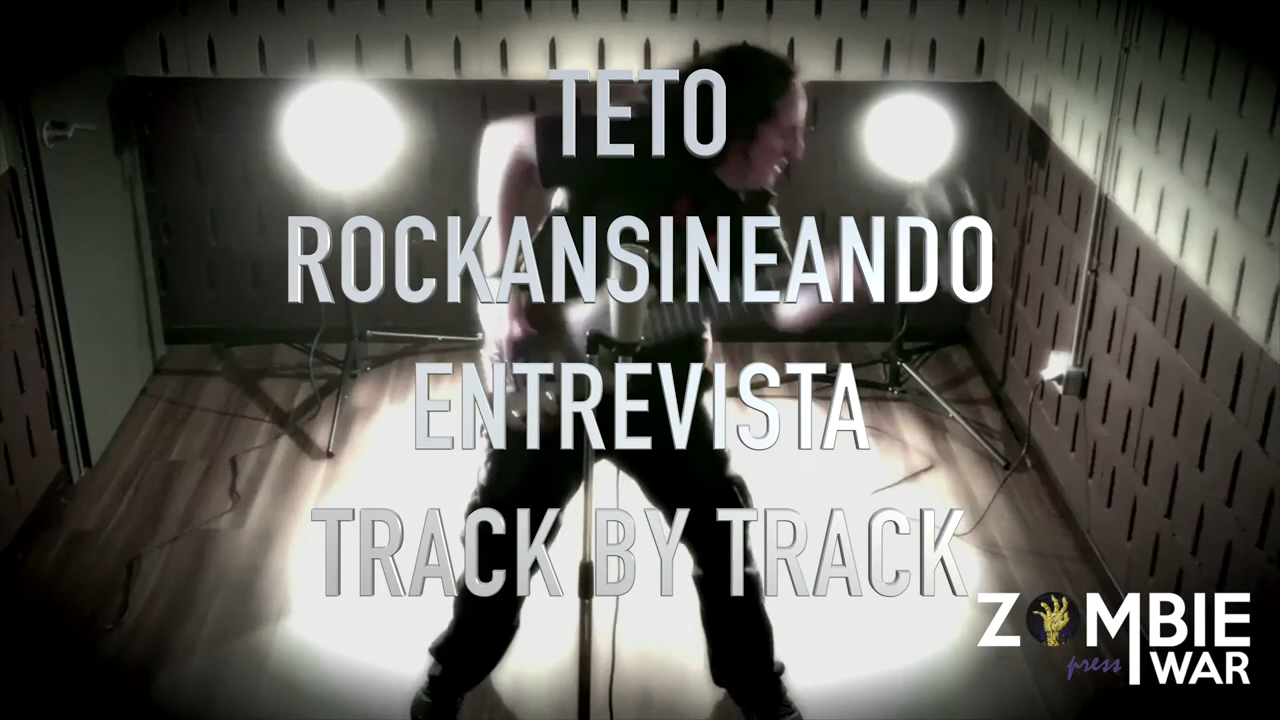 TETO
ROCKANSINEANDO
ENTREVISTA
TRACK BY TRACK
ZOMBIE
press WAR